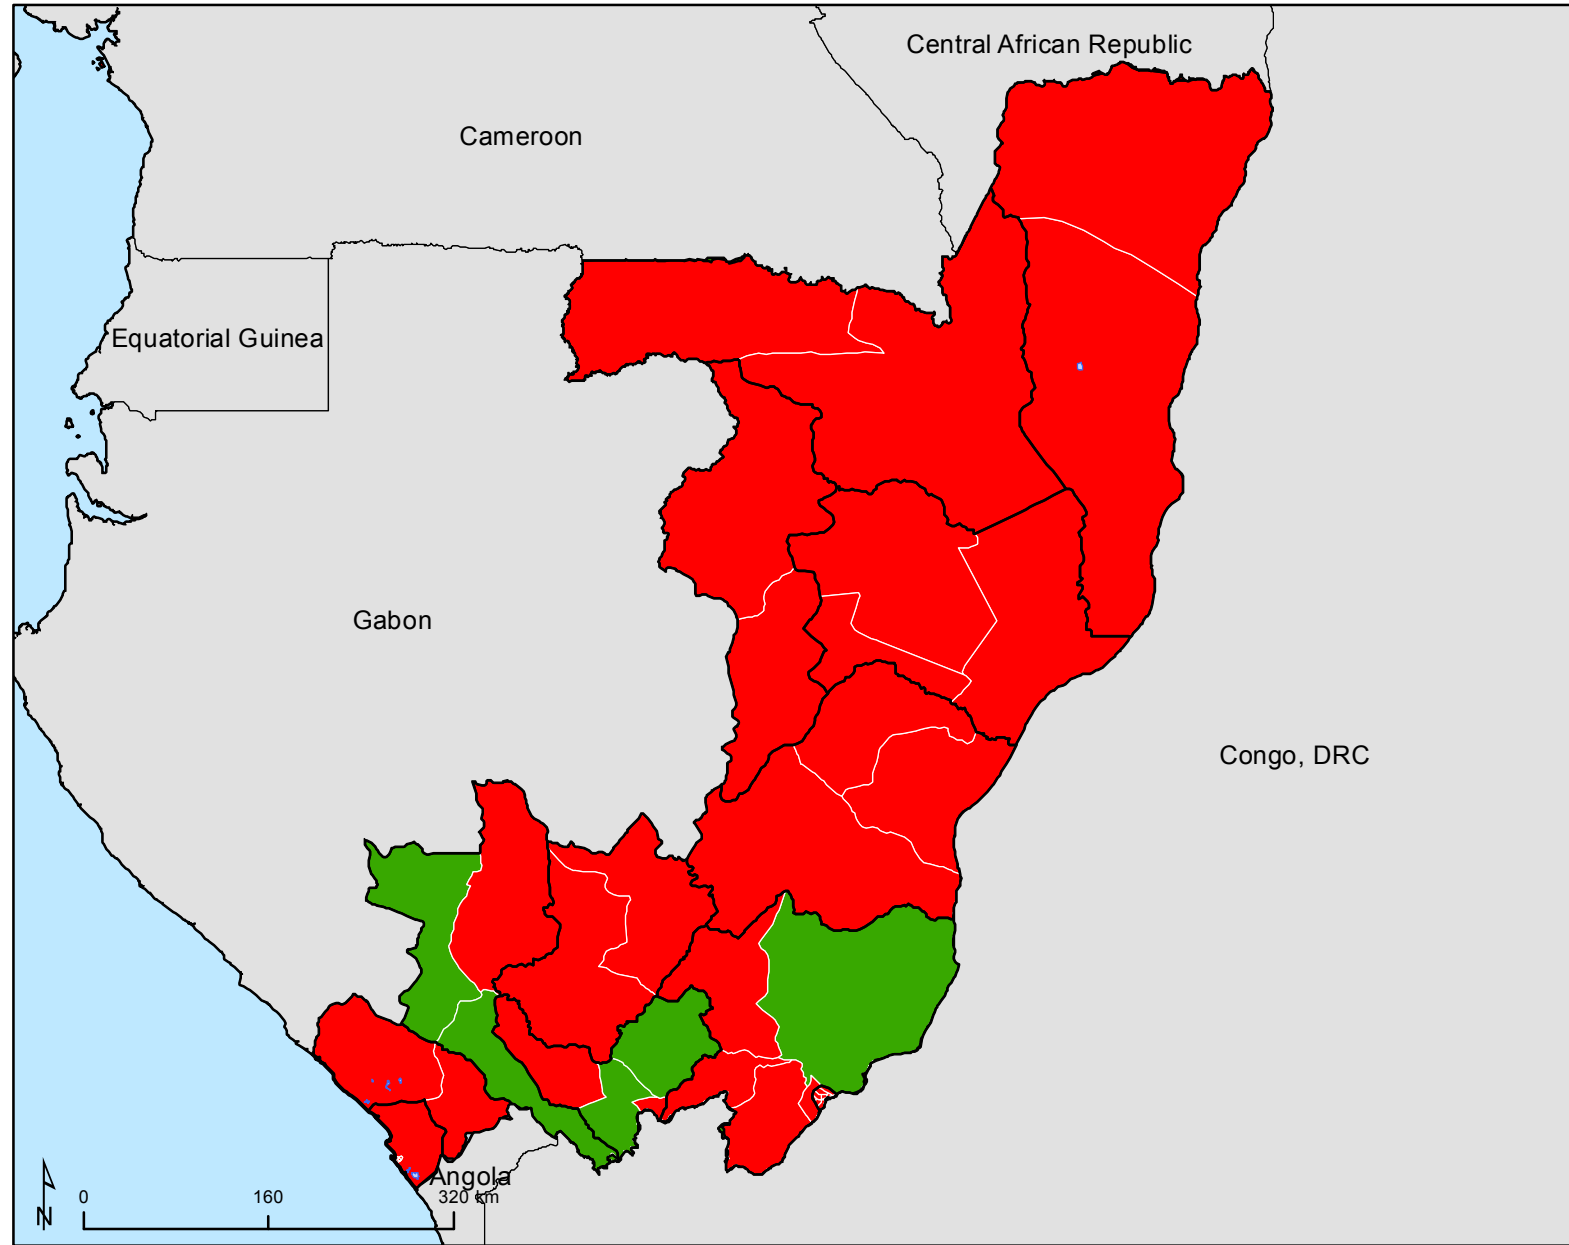 Central African Republic
Cameroon
Equatorial Guinea
Gabon
Congo, DRC
Angola
0 160 320 km
N